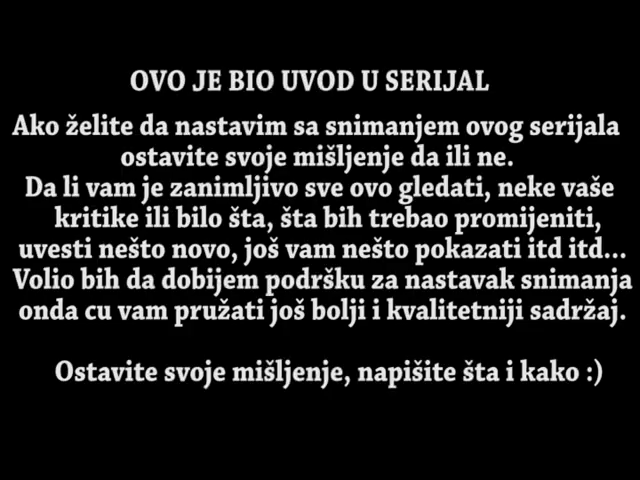 OVO JE BIO UVOD U SERIJAL
Ako želite da nastavim sa snimanjem ovog serijala
ostavite svoje mišljenje da ili ne.
Da li vam je zanimljivo sve ovo gledati, neke vaše
kritike ili bilo šta, šta bih trebao promijeniti,
uvesti nešto novo, još vam nešto pokazati itd itd...
Volio bih da dobijem podršku za nastavak snimanja
onda cu vam pružati još bolji i kvalitetniji sadržaj.
Ostavite svoje mišljenje, napišite šta i kako :)